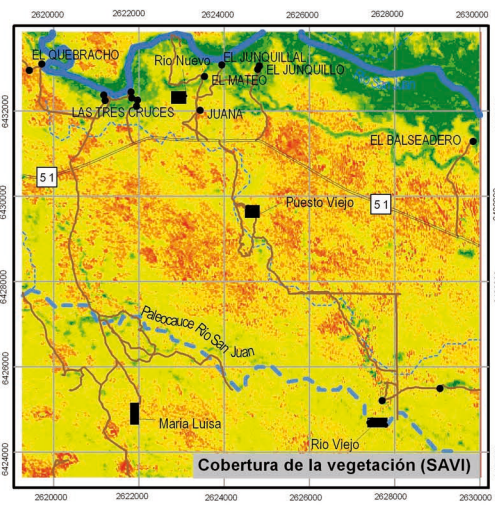 2620000 2622000 2624000 2626000 2628000 2630000
EL QUEBRACHO
Rio Nuevo
EL JUNQUILLAL
EL JUNQUILLO
EL MATEO
LAS TRES CRUCES
JUANA
EL BALSEADERO
6432000
51
51
6430000
Puesto Viejo
6428000
Paleocauce Río San Juan
6426000
María Luisa
Rio Viejo
6424000
Cobertura de la vegetación (SAVI)
2620000 2622000 2624000 2626000 2628000 2630000